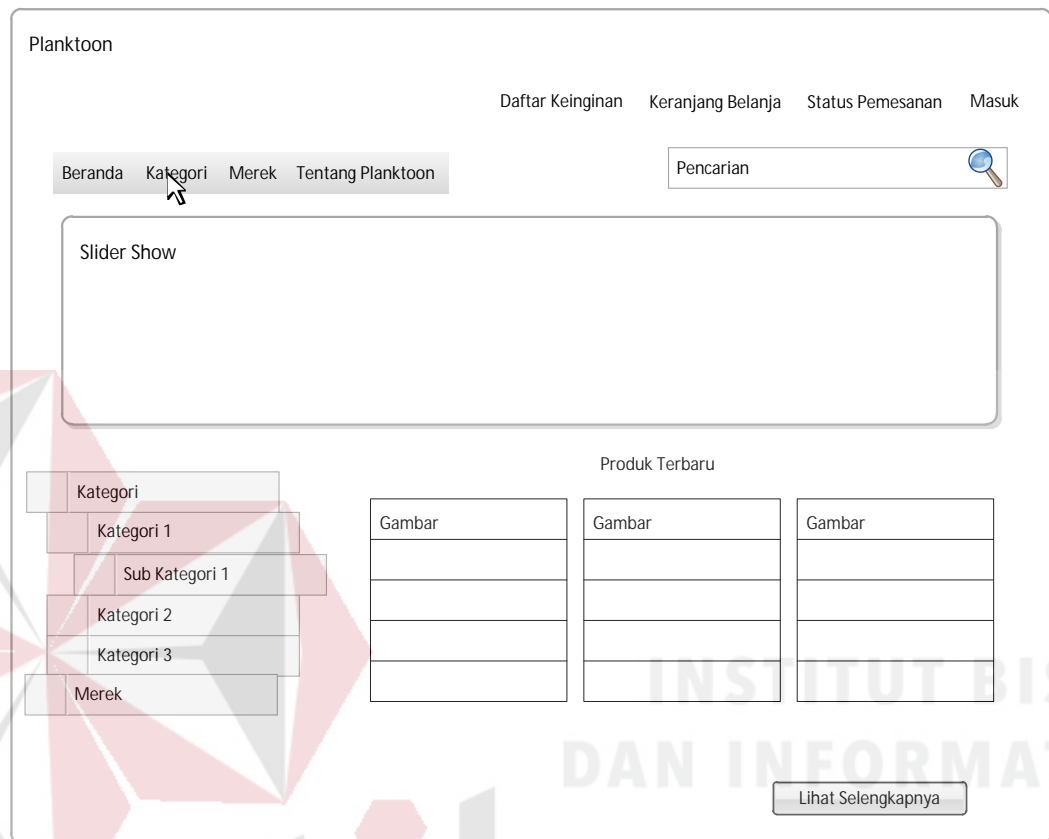 Planktoon
Daftar Keinginan Keranjang Belanja Status Pemesanan Masuk
Beranda Kategori Merek Tentang Planktoon Pencarian
Slider Show
Produk Terbaru
Kategori
Kategori 1
Sub Kategori 1
Kategori 2
Kategori 3
Merek
Gambar Gambar Gambar
INSTITUT BIS
DAN INFORMAT
Lihat Selengkapnya